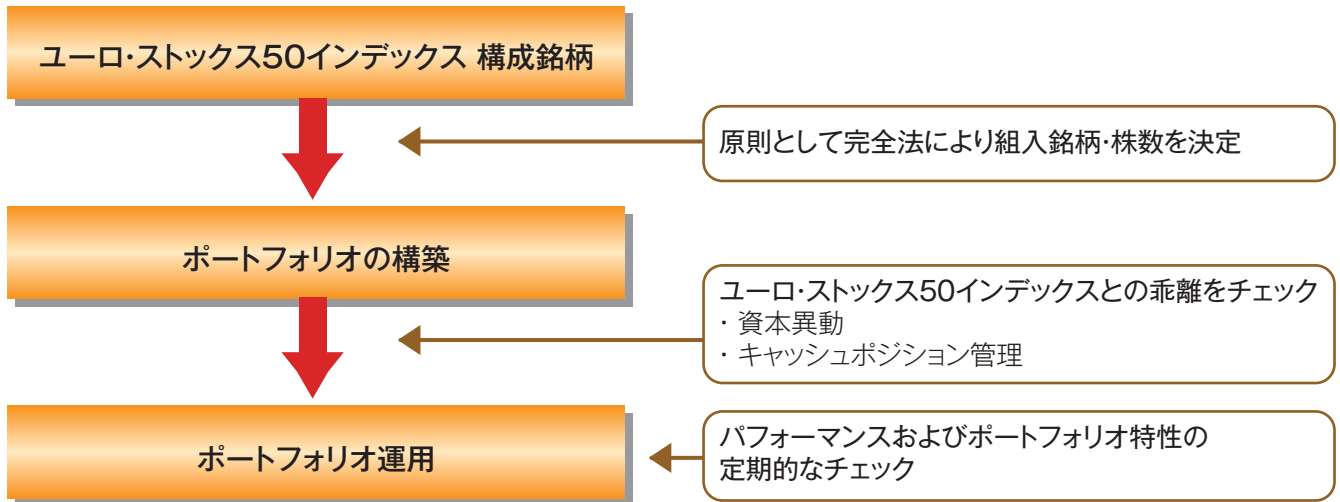 ユーロ・ストックス50インデックス 構成銘柄
原則として完全法により組入銘柄・株数を決定
ポートフォリオの構築
ユーロ・ストックス50インデックスとの乖離をチェック
・ 資本異動
・ キャッシュポジション管理
ポートフォリオ運用
パフォーマンスおよびポートフォリオ特性の
定期的なチェック